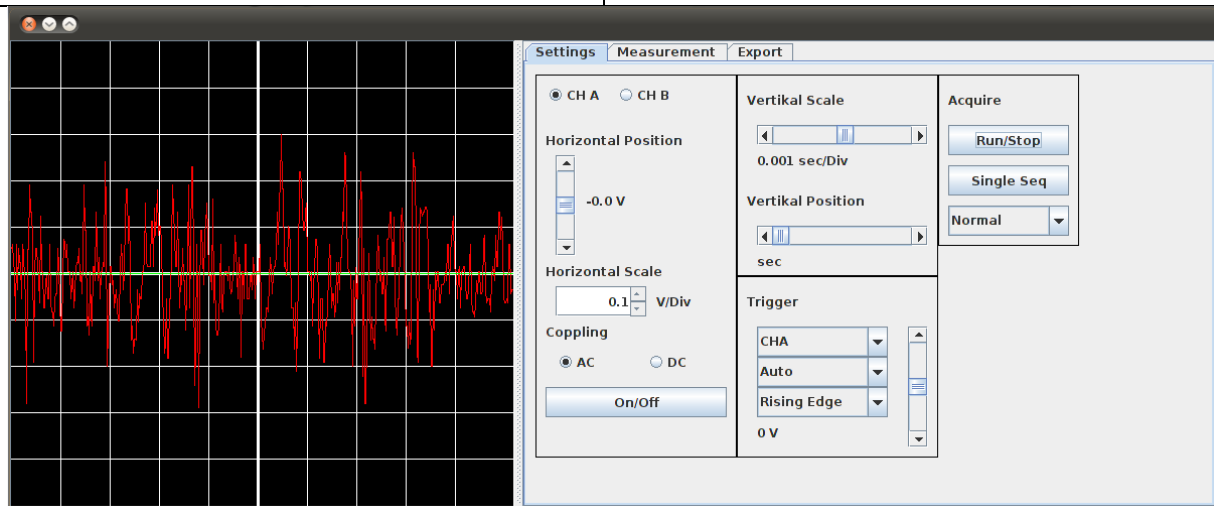 Settings Measurement Export
CH A CH B
Horizontal Position
-0.0 V
Horizontal Scale
0.1 V/Div
Coppling
AC DC
On/Off
Vertikal Scale
0.001 sec/Div
Vertikal Position
sec
Trigger
CHA
Auto
Rising Edge
0 V
Acquire
Run/Stop
Single Seq
Normal